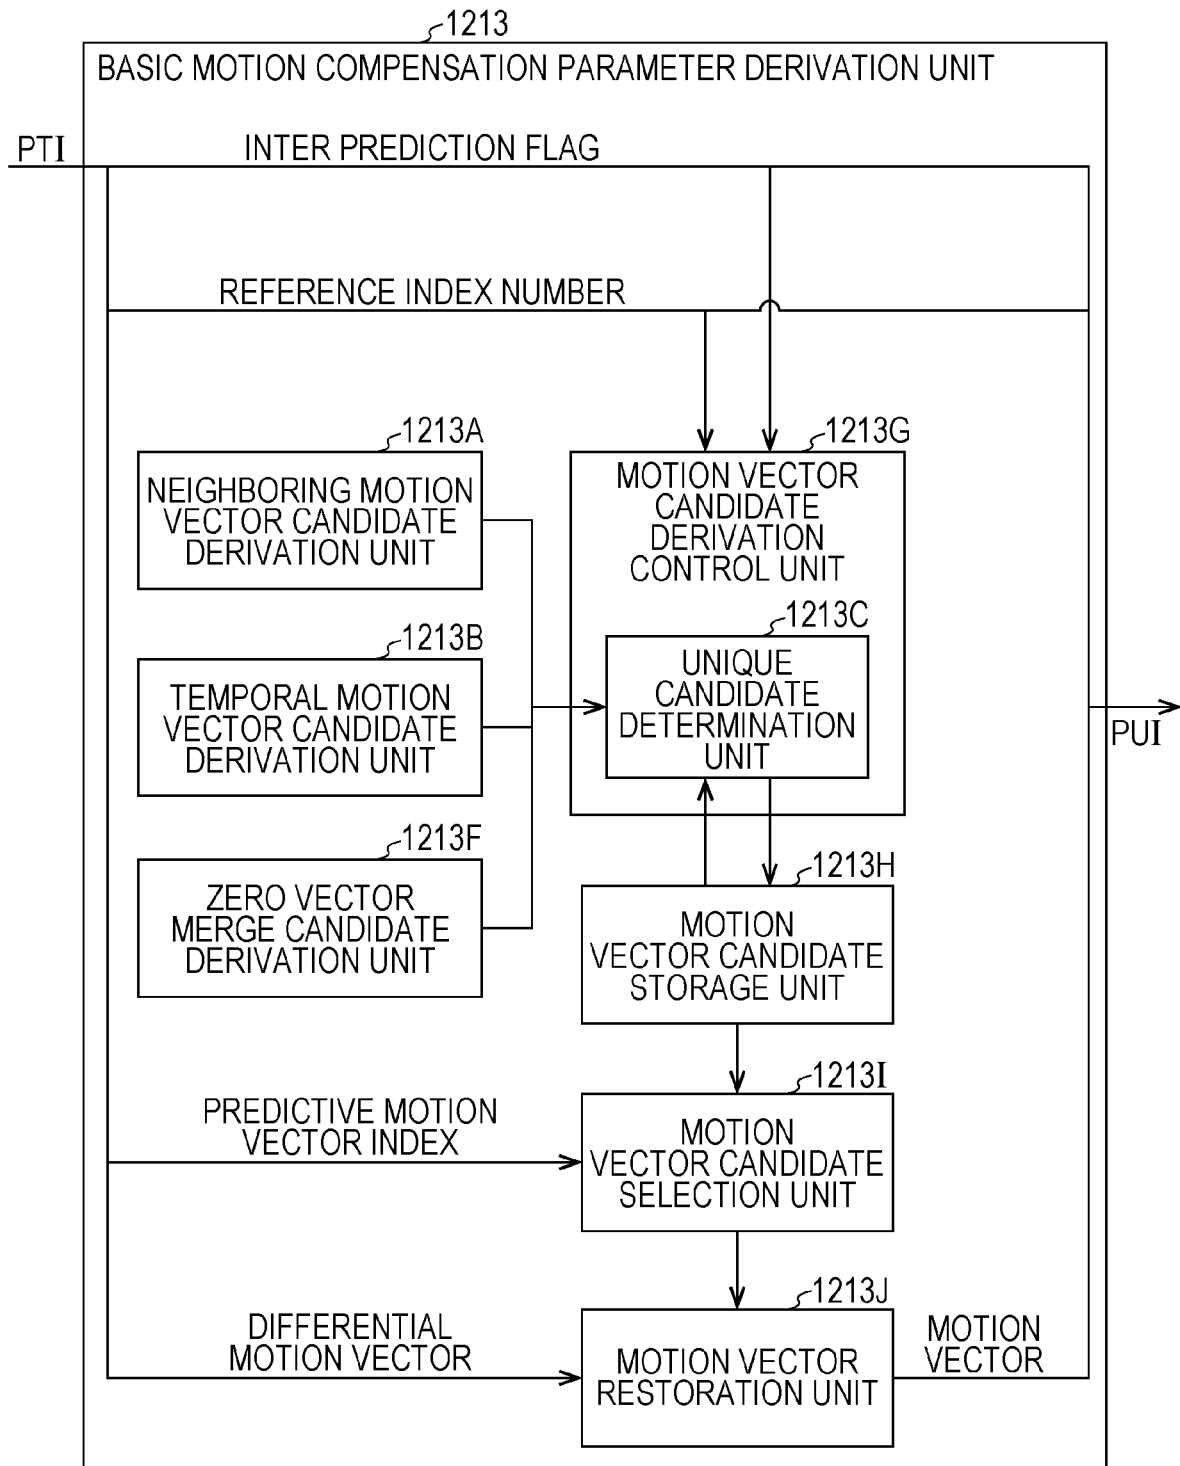 1213
BASIC MOTION COMPENSATION PARAMETER DERIVATION UNIT
PTI
INTER PREDICTION FLAG
REFERENCE INDEX NUMBER
1213A
NEIGHBORING MOTION
VECTOR CANDIDATE
DERIVATION UNIT
1213G
MOTION VECTOR
CANDIDATE
DERIVATION
CONTROL UNIT
1213C
UNIQUE
CANDIDATE
DETERMINATION
UNIT
1213B
TEMPORAL MOTION
VECTOR CANDIDATE
DERIVATION UNIT
PUI
1213F
ZERO VECTOR
MERGE CANDIDATE
DERIVATION UNIT
1213H
MOTION
VECTOR CANDIDATE
STORAGE UNIT
PREDICTIVE MOTION
VECTOR INDEX
1213I
MOTION
VECTOR CANDIDATE
SELECTION UNIT
DIFFERENTIAL
MOTION VECTOR
1213J
MOTION VECTOR
RESTORATION UNIT
MOTION
VECTOR